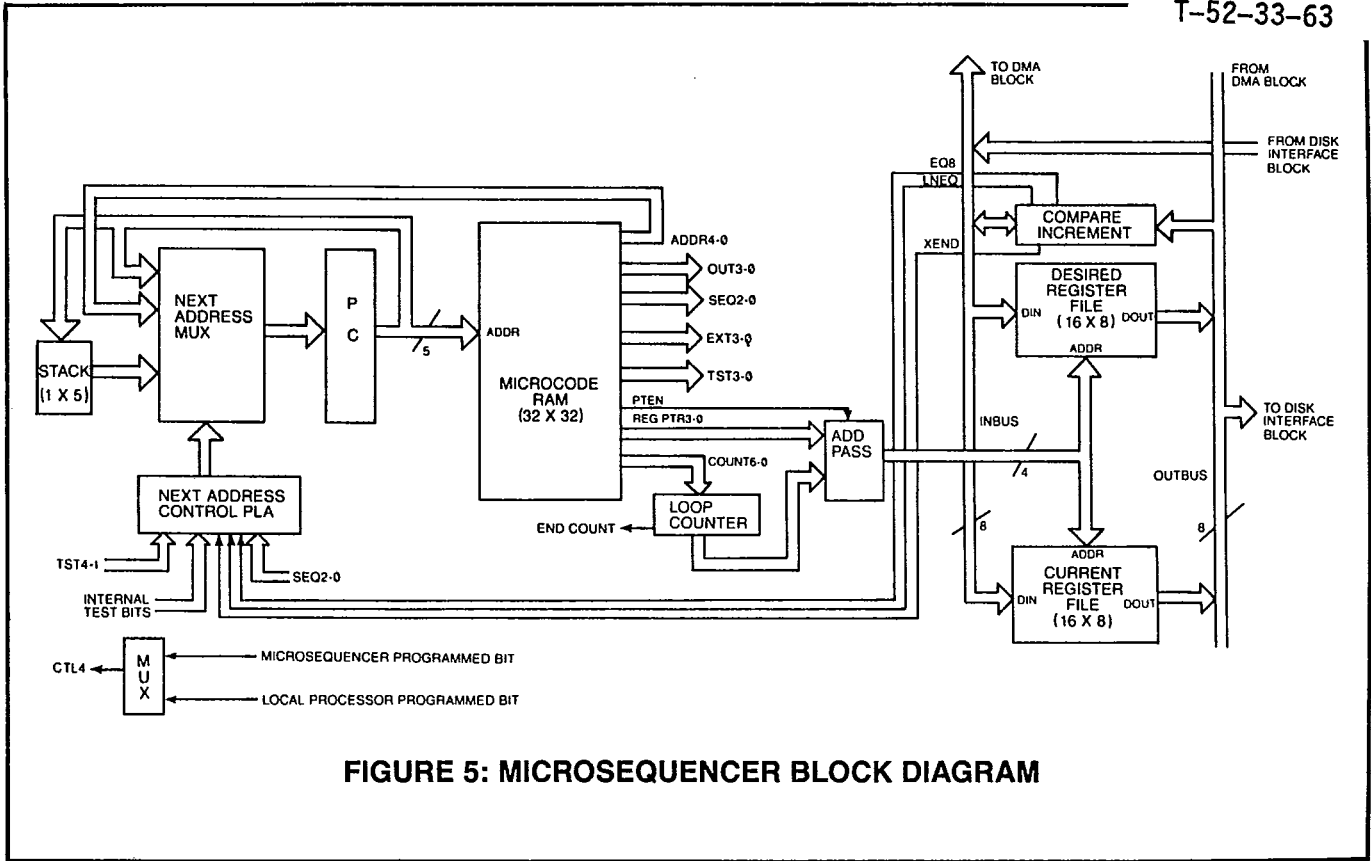 T-52-33-63
TO DMA
BLOCK
FROM
DMA BLOCK
FROM DISK
INTERFACE
BLOCK
EQ8
LNEQ
XEND
COMPARE
INCREMENT
DESIRED
REGISTER
FILE
(16 X 8)
DIN
DOUT
ADDR
NEXT
ADDRESS
MUX
P
C
5
ADDR
MICROCODE
RAM
(32 X 32)
ADDR4-0
OUT3-0
SEQ2-0
EXT3-0
TST3-0
PTEN
REG PTR3-0
COUNT6-0
STACK
(1 X 5)
ADD
PASS
INBUS
4
TO DISK
INTERFACE
BLOCK
OUTBUS
8
8
NEXT ADDRESS
CONTROL PLA
END COUNT
LOOP
COUNTER
TST4-1
INTERNAL
TEST BITS
SEQ2-0
ADDR
CURRENT
REGISTER
FILE
(16 X 8)
DIN
DOUT
CTL4
M
U
X
MICROSEQUENCER PROGRAMMED BIT
LOCAL PROCESSOR PROGRAMMED BIT
FIGURE 5: MICROSEQUENCER BLOCK DIAGRAM